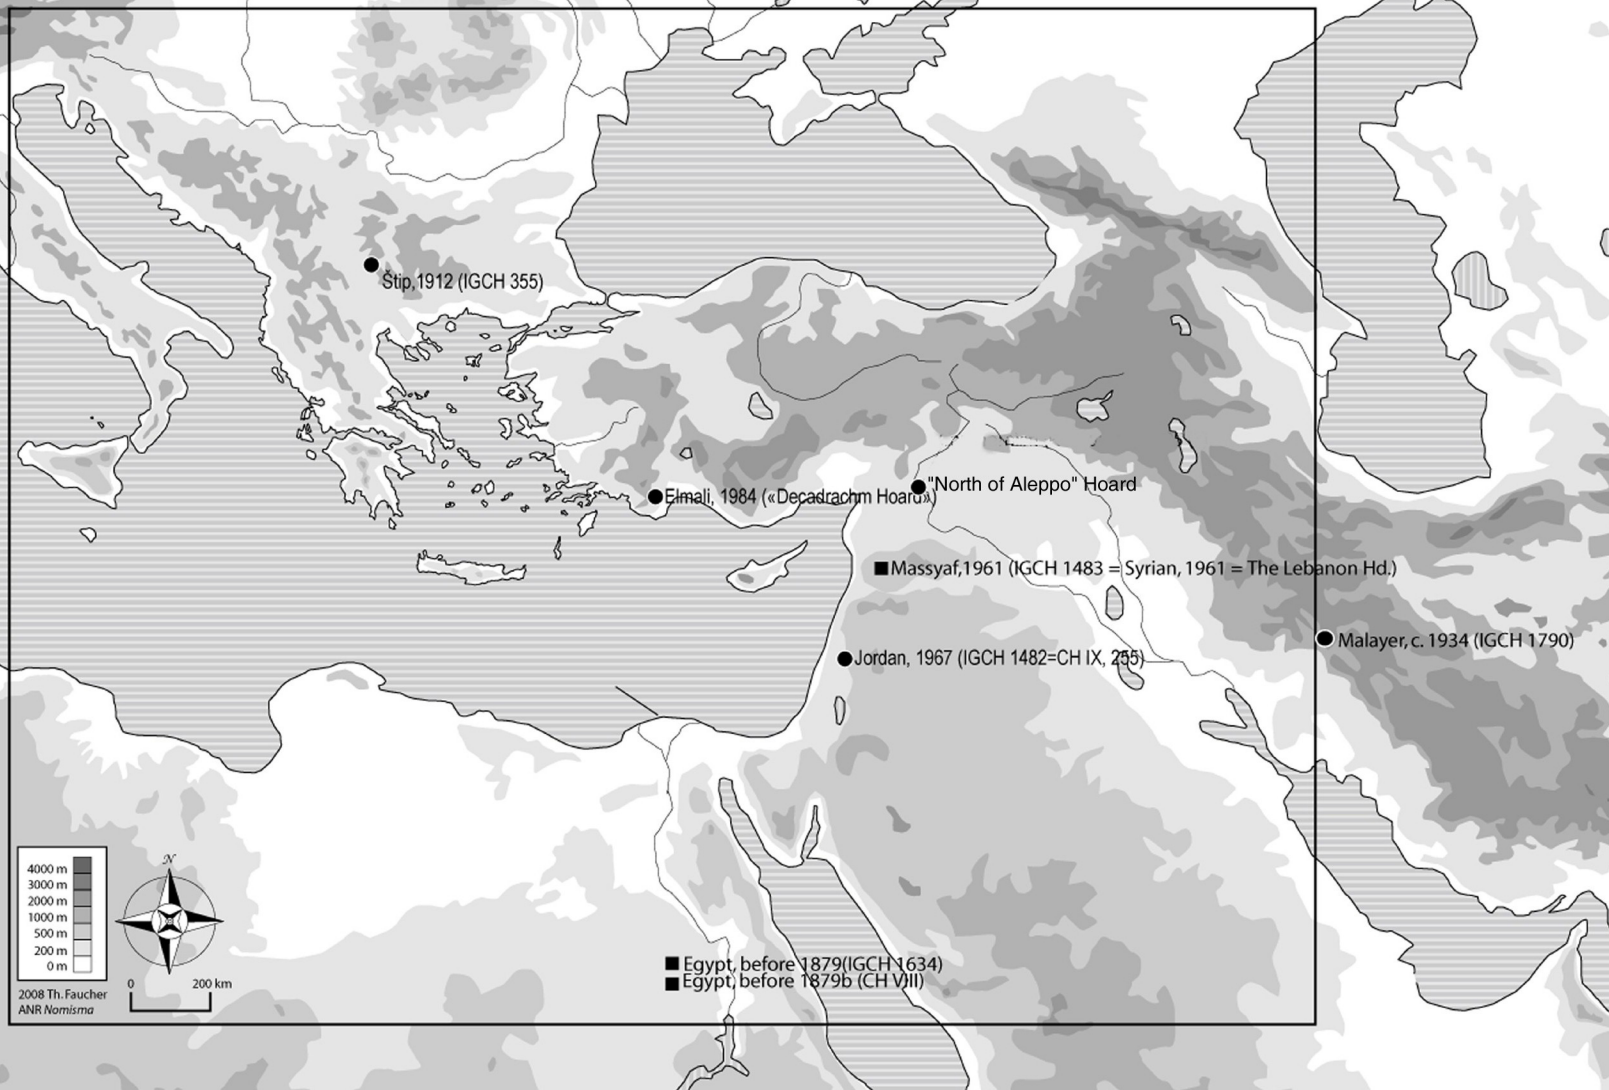 Štip,1912 (IGCH 355)
Elmali, 1984 («Decadrachm Hoard»)
"North of Aleppo" Hoard
Massyaf,1961 (IGCH 1483 = Syrian, 1961 = The Lebanon Hd.)
Malayer, c. 1934 (IGCH 1790)
Jordan, 1967 (IGCH 1482=CH IX, 255)
4000 m
3000 m
2000 m
1000 m
500 m
200 m
0 m
N
0 200 km
2008 Th. Faucher
ANR Nomisma
Egypt, before 1879(IGCH 1634)
Egypt, before 1879b (CH VIII)